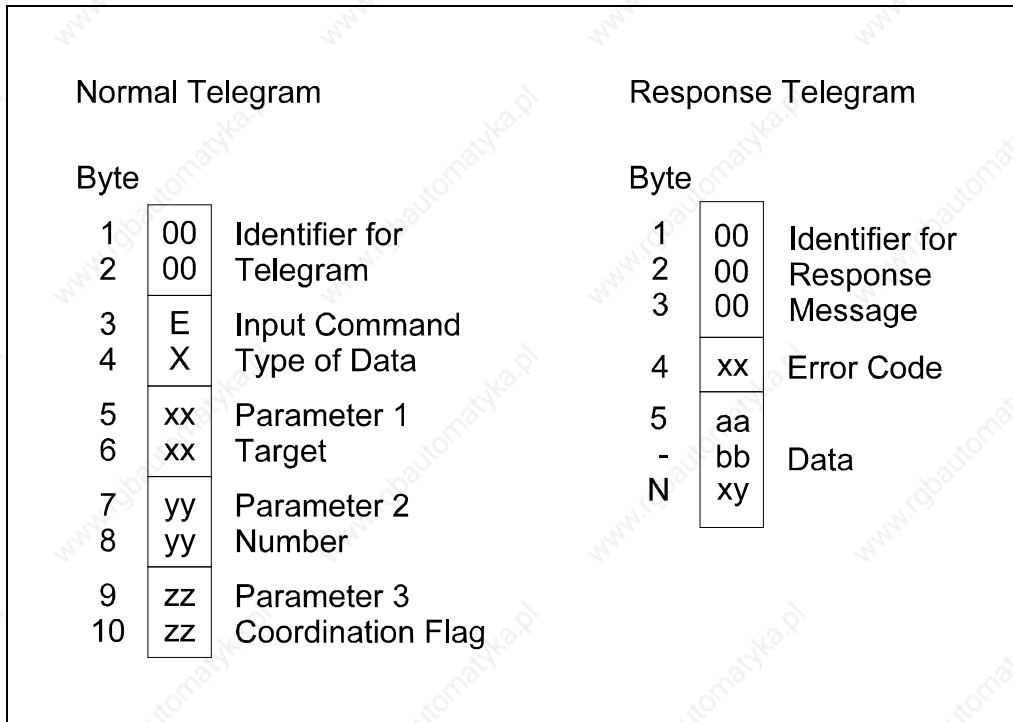 Normal Telegram
Byte
1 00 Identifier for
2 00 Telegram
3 E Input Command
4 X Type of Data
5 xx Parameter 1
6 xx Target
7 yy Parameter 2
8 yy Number
9 zz Parameter 3
10 zz Coordination Flag
Response Telegram
Byte
1 00 Identifier for
2 00 Response
3 00 Message
4 xx Error Code
5 aa
- bb Data
N xy
www.rgbautomatyka.pl